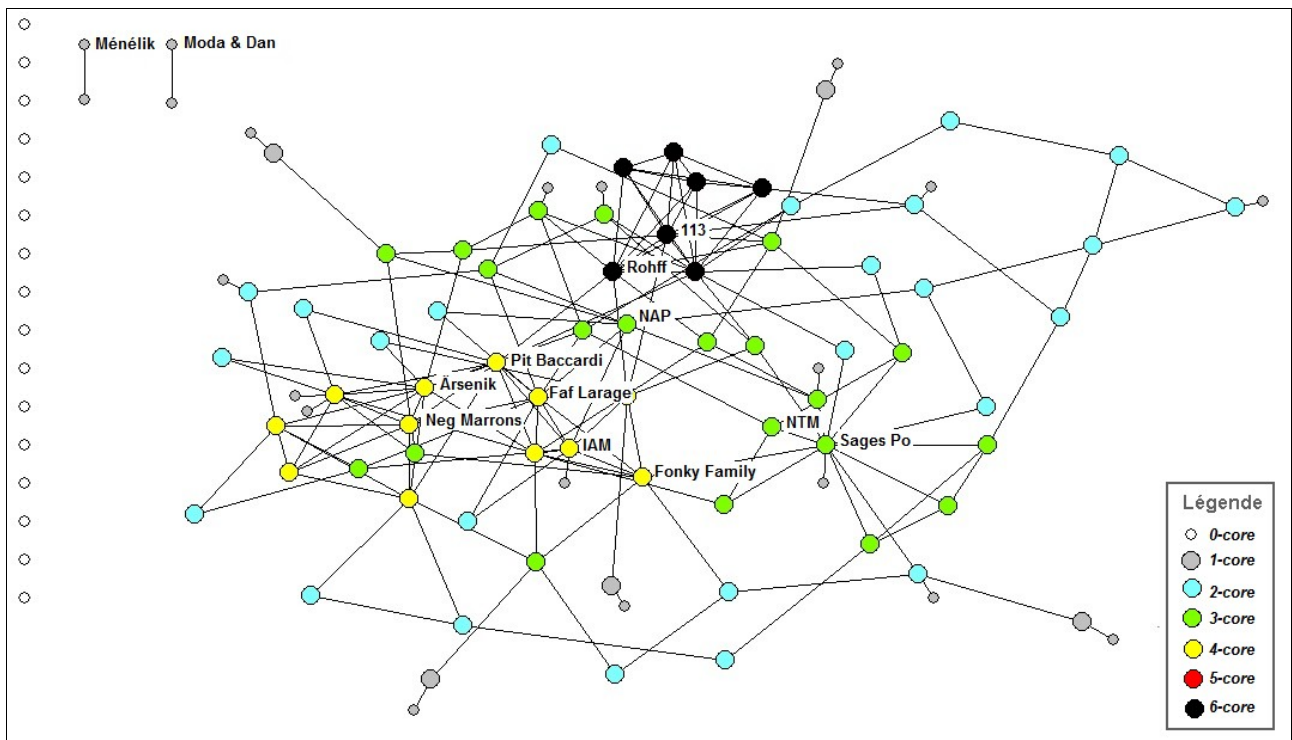 Ménélik
Moda & Dan
113
Rohff
NAP
Pit Baccardi
Ärsenik
Faf Larage
Neg Marrons
NTM
Sages Po
IAM
Fonky Family
Légende
0-core
1-core
2-core
3-core
4-core
5-core
6-core